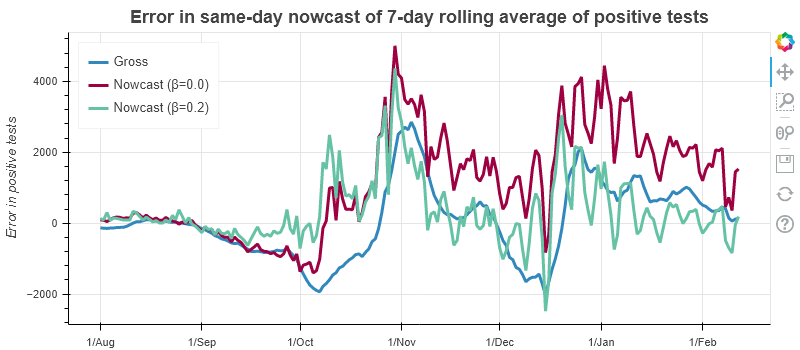 Error in same-day nowcast of 7-day rolling average of positive tests
Gross
Nowcast (β=0.0)
Nowcast (β=0.2)
Error in positive tests
4000
2000
0
−2000
1/Aug 1/Sep 1/Oct 1/Nov 1/Dec 1/Jan 1/Feb